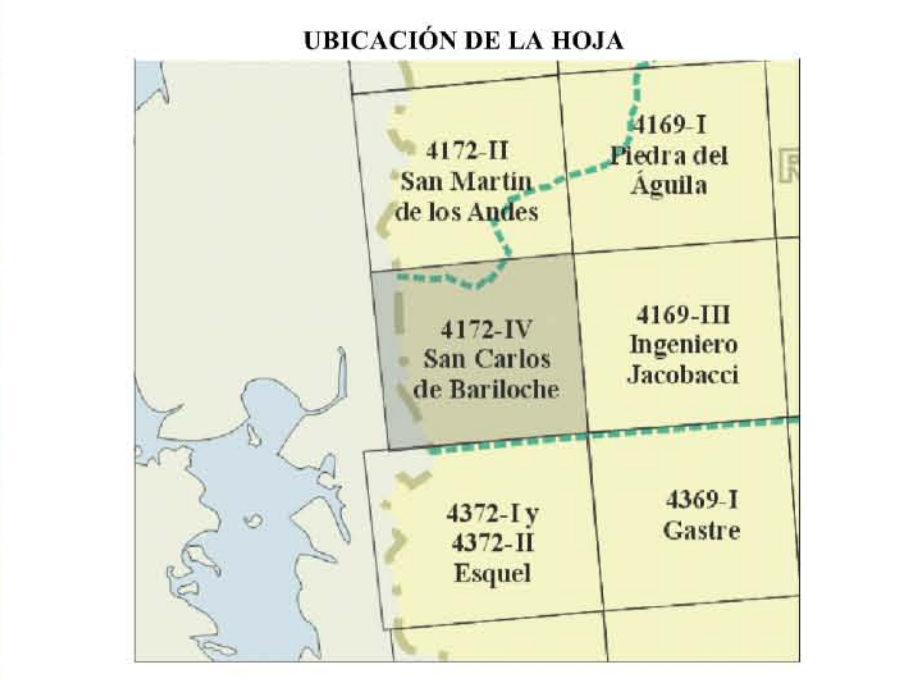 UBICACIÓN DE LA HOJA
4172-II
San Martín
de los Andes
4169-I
Piedra del
Águila
R
4172-IV
San Carlos
de Bariloche
4169-III
Ingeniero
Jacobacci
4372-I y
4372-II
Esquel
4369-I
Gastre